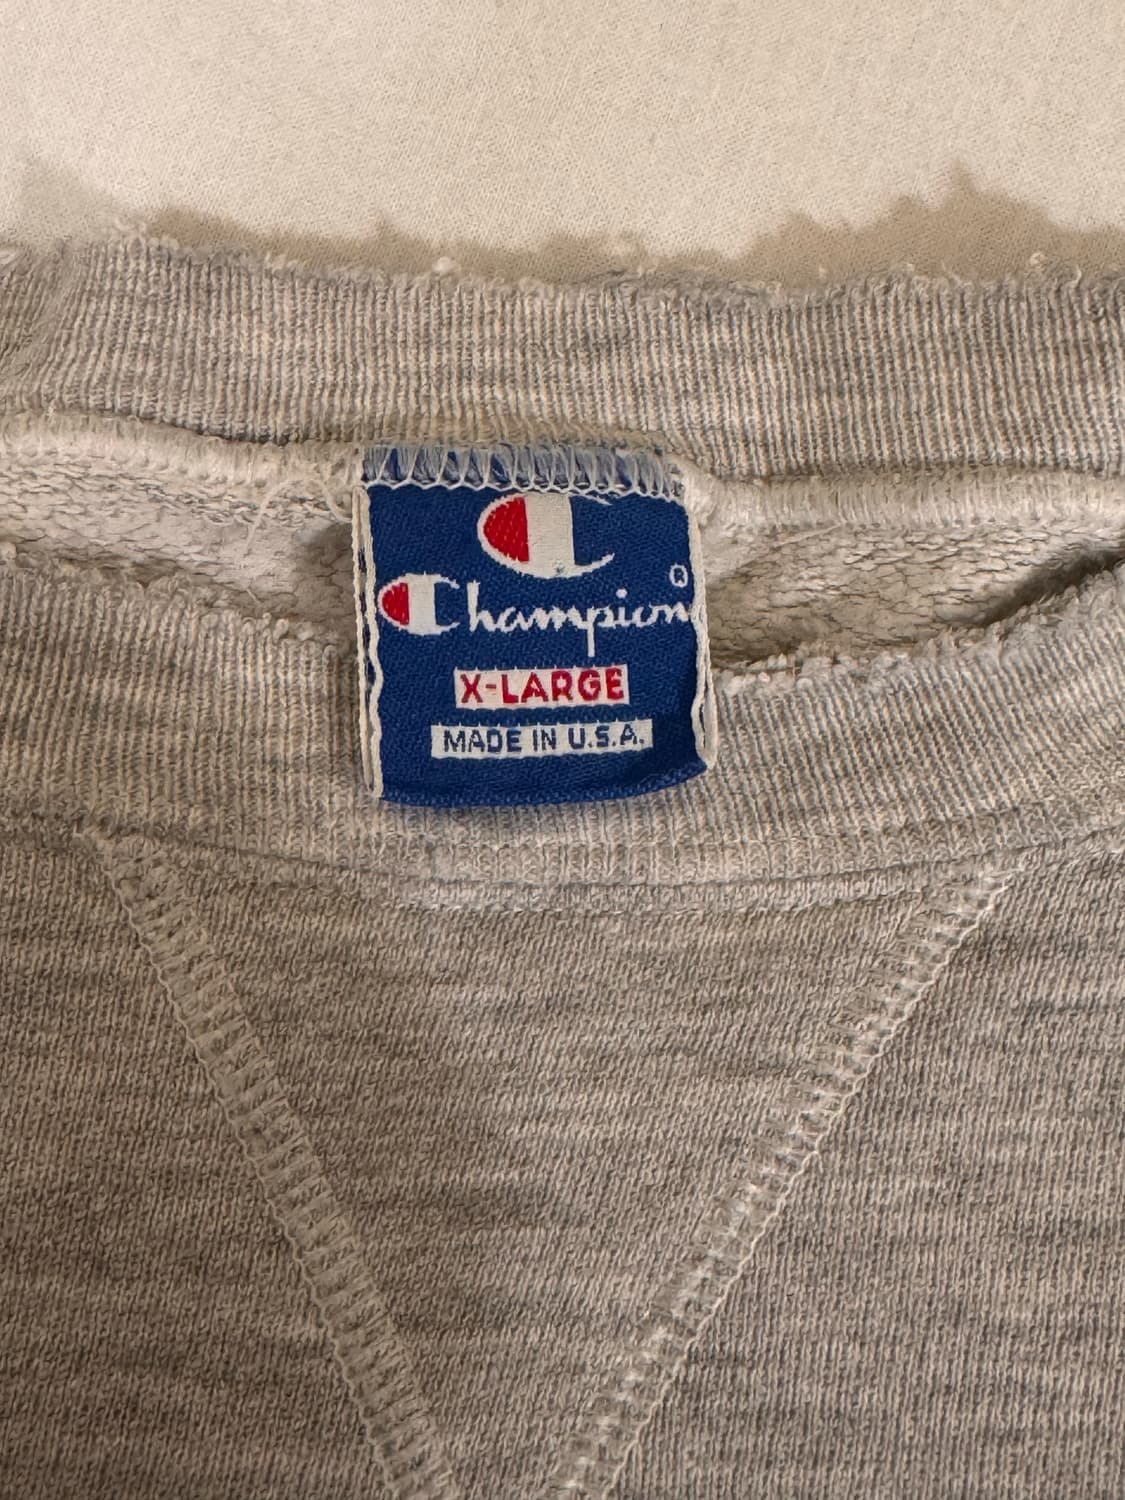 Champion®
X-LARGE
MADE IN U.S.A.